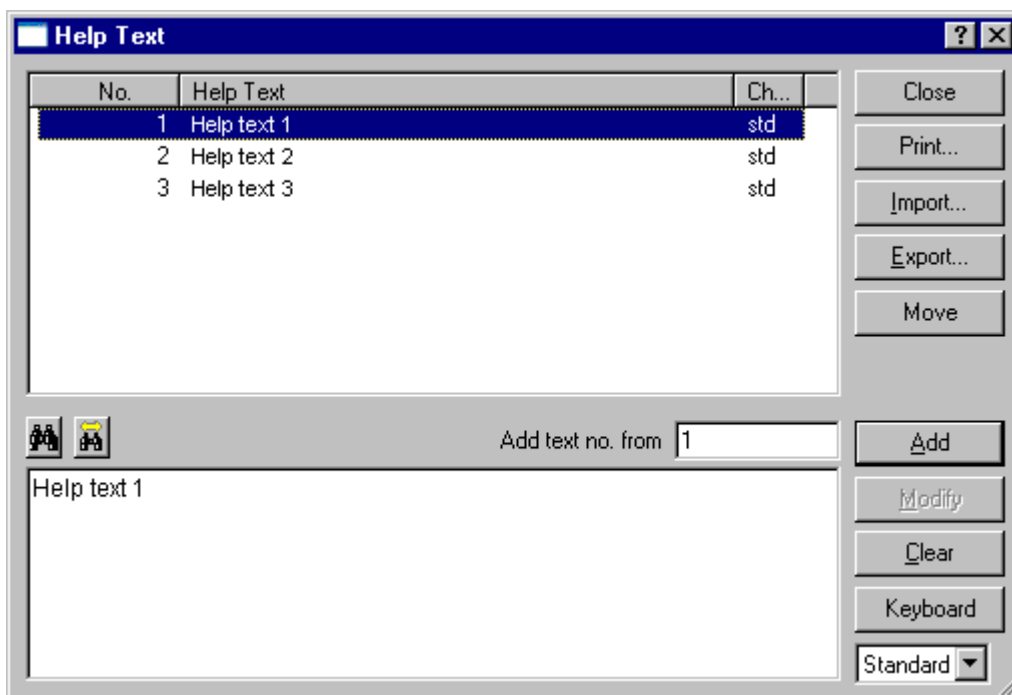 Help Text
No. Help Text Ch...
1 Help text 1 std
2 Help text 2 std
3 Help text 3 std
Close
Print...
Import...
Export...
Move
Add text no. from 1
Add
Help text 1
Modify
Clear
Keyboard
Standard